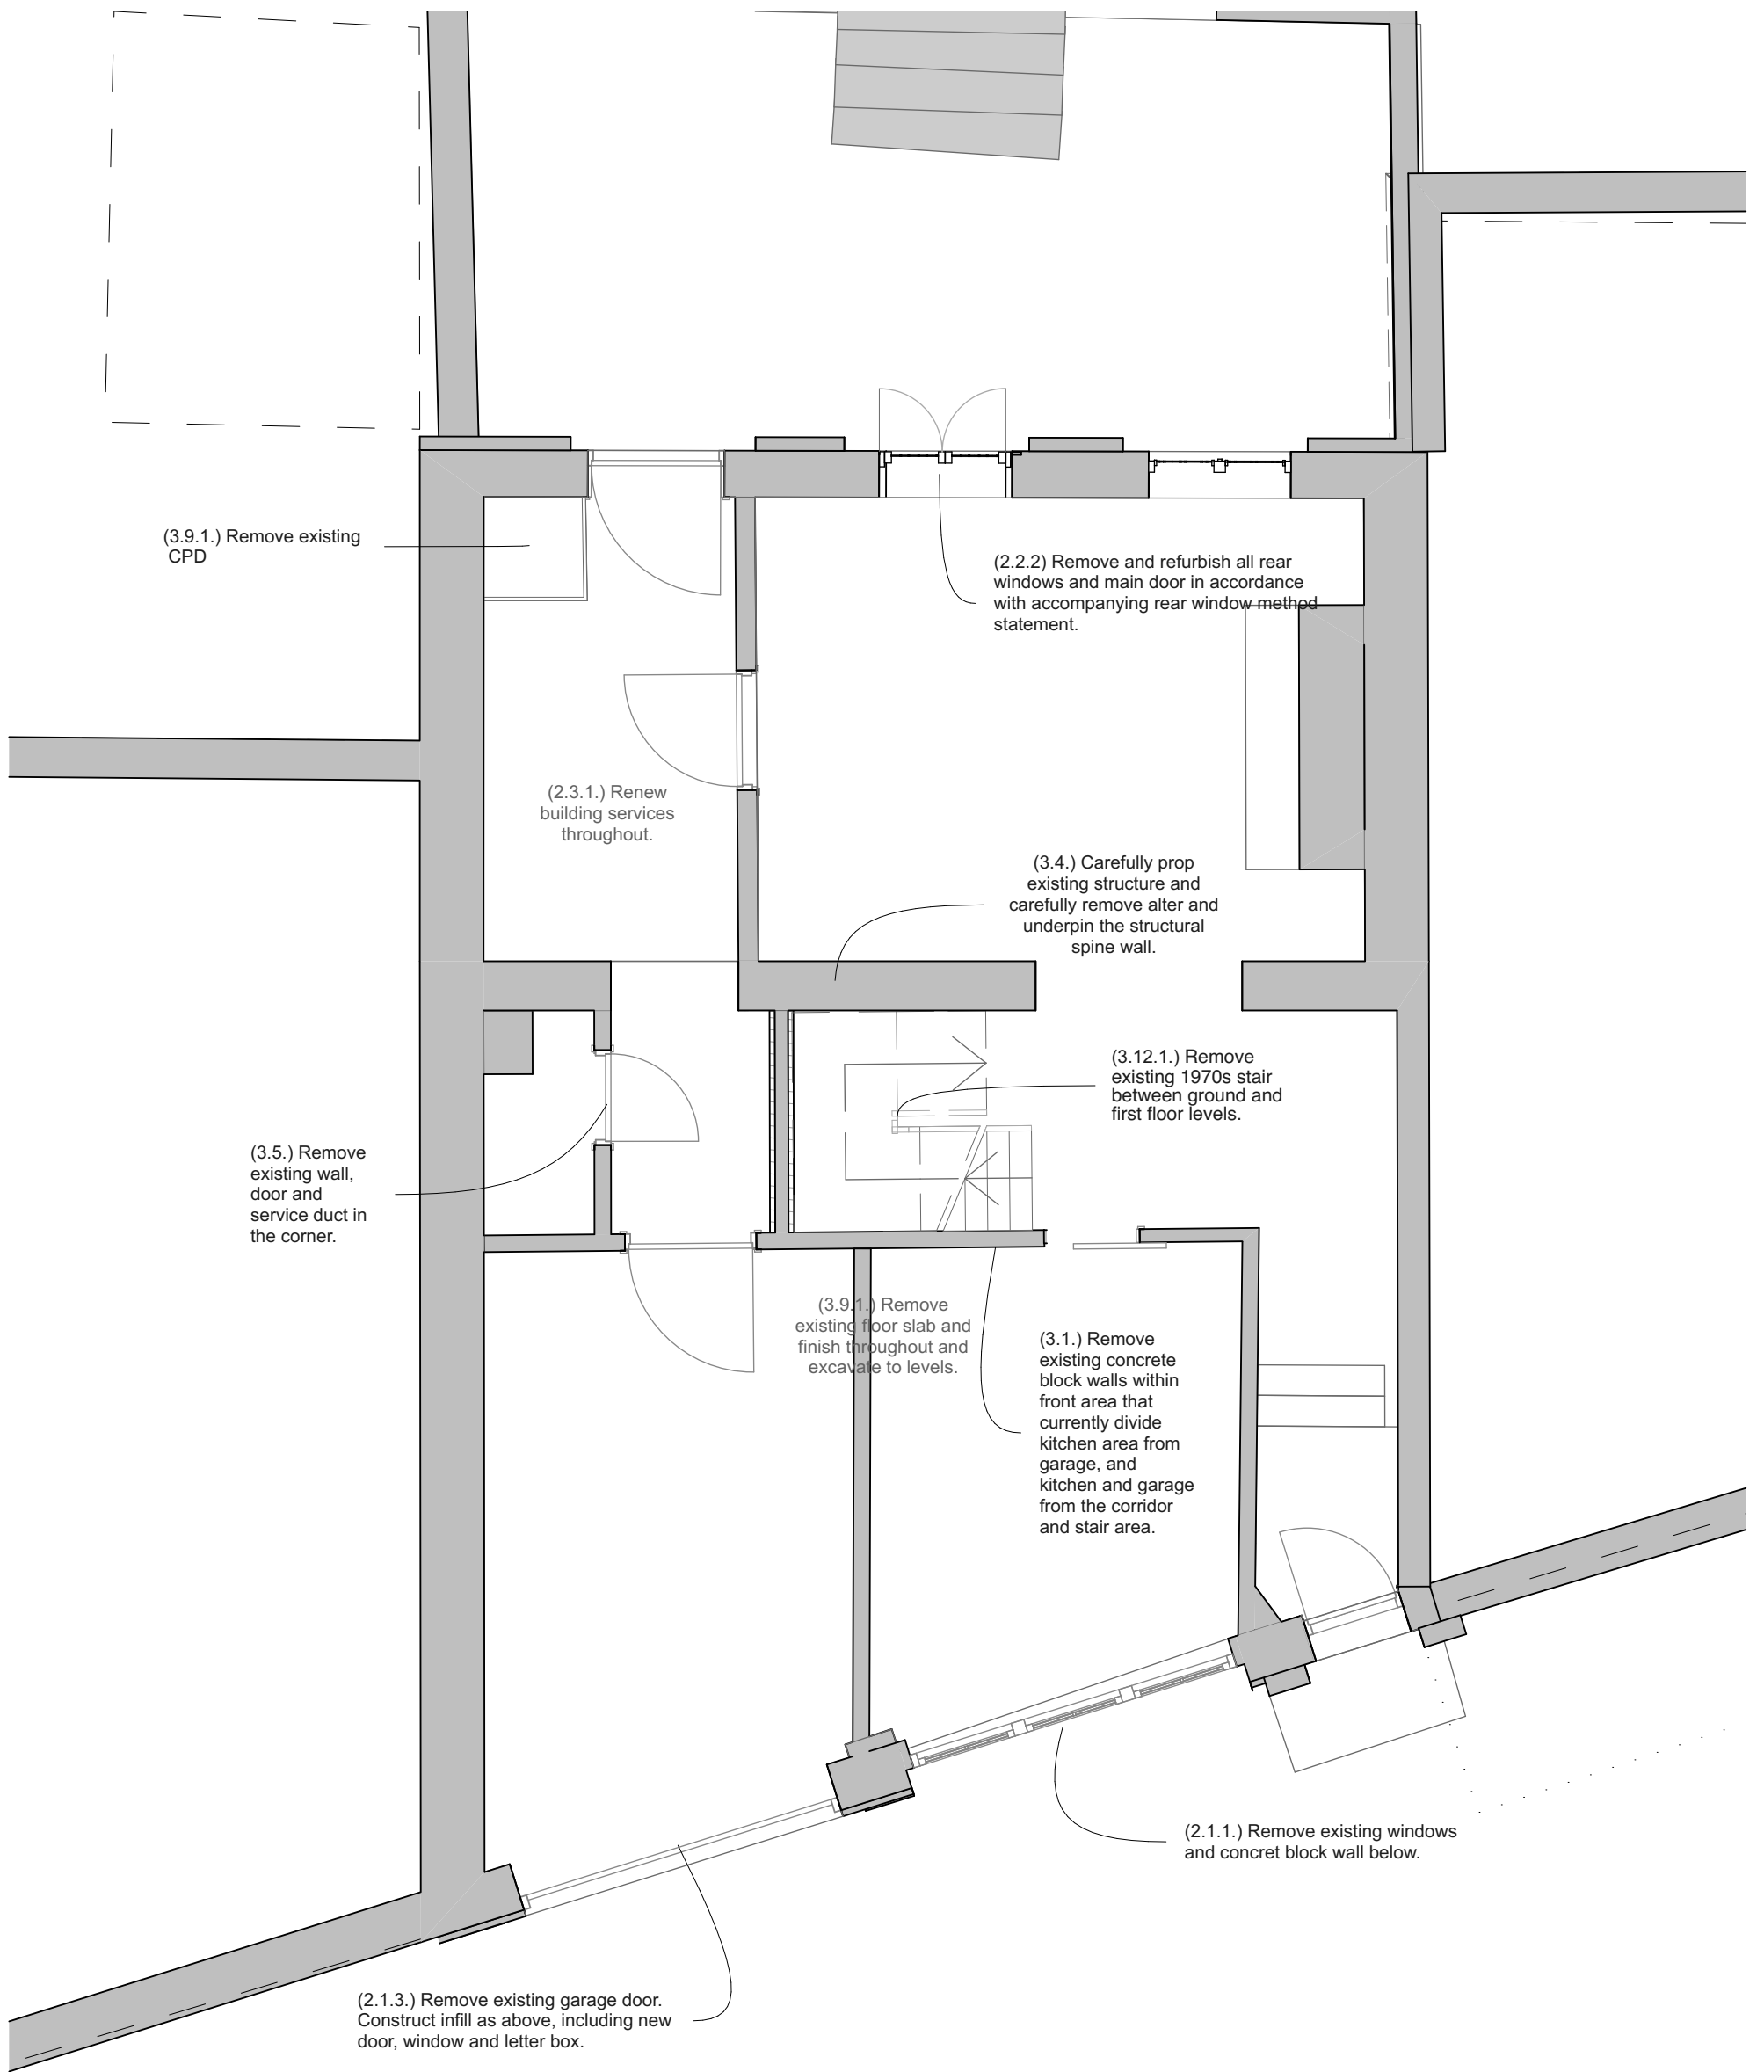 (3.9.1.) Remove existing
CPD
(2.2.2) Remove and refurbish all rear
windows and main door in accordance
with accompanying rear window method
statement.
(2.3.1.) Renew
building services
throughout.
(3.4.) Carefully prop
existing structure and
carefully remove alter and
underpin the structural
spine wall.
(3.12.1.) Remove
existing 1970s stair
between ground and
first floor levels.
(3.5.) Remove
existing wall,
door and
service duct in
the corner.
(3.9.1.) Remove
existing floor slab and
finish throughout and
excavate to levels.
(3.1.) Remove
existing concrete
block walls within
front area that
currently divide
kitchen area from
garage, and
kitchen and garage
from the corridor
and stair area.
(2.1.1.) Remove existing windows
and concret block wall below.
(2.1.3.) Remove existing garage door.
Construct infill as above, including new
door, window and letter box.